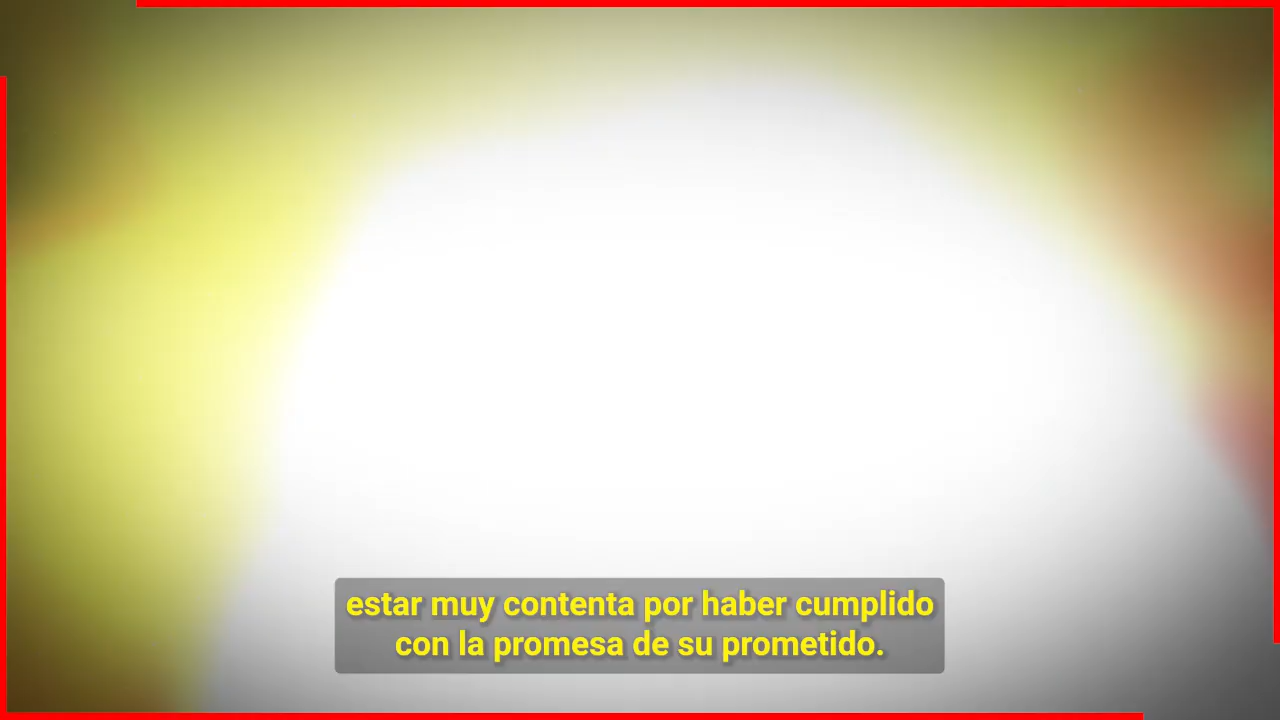 estar muy contenta por haber cumplido
con la promesa de su prometido.